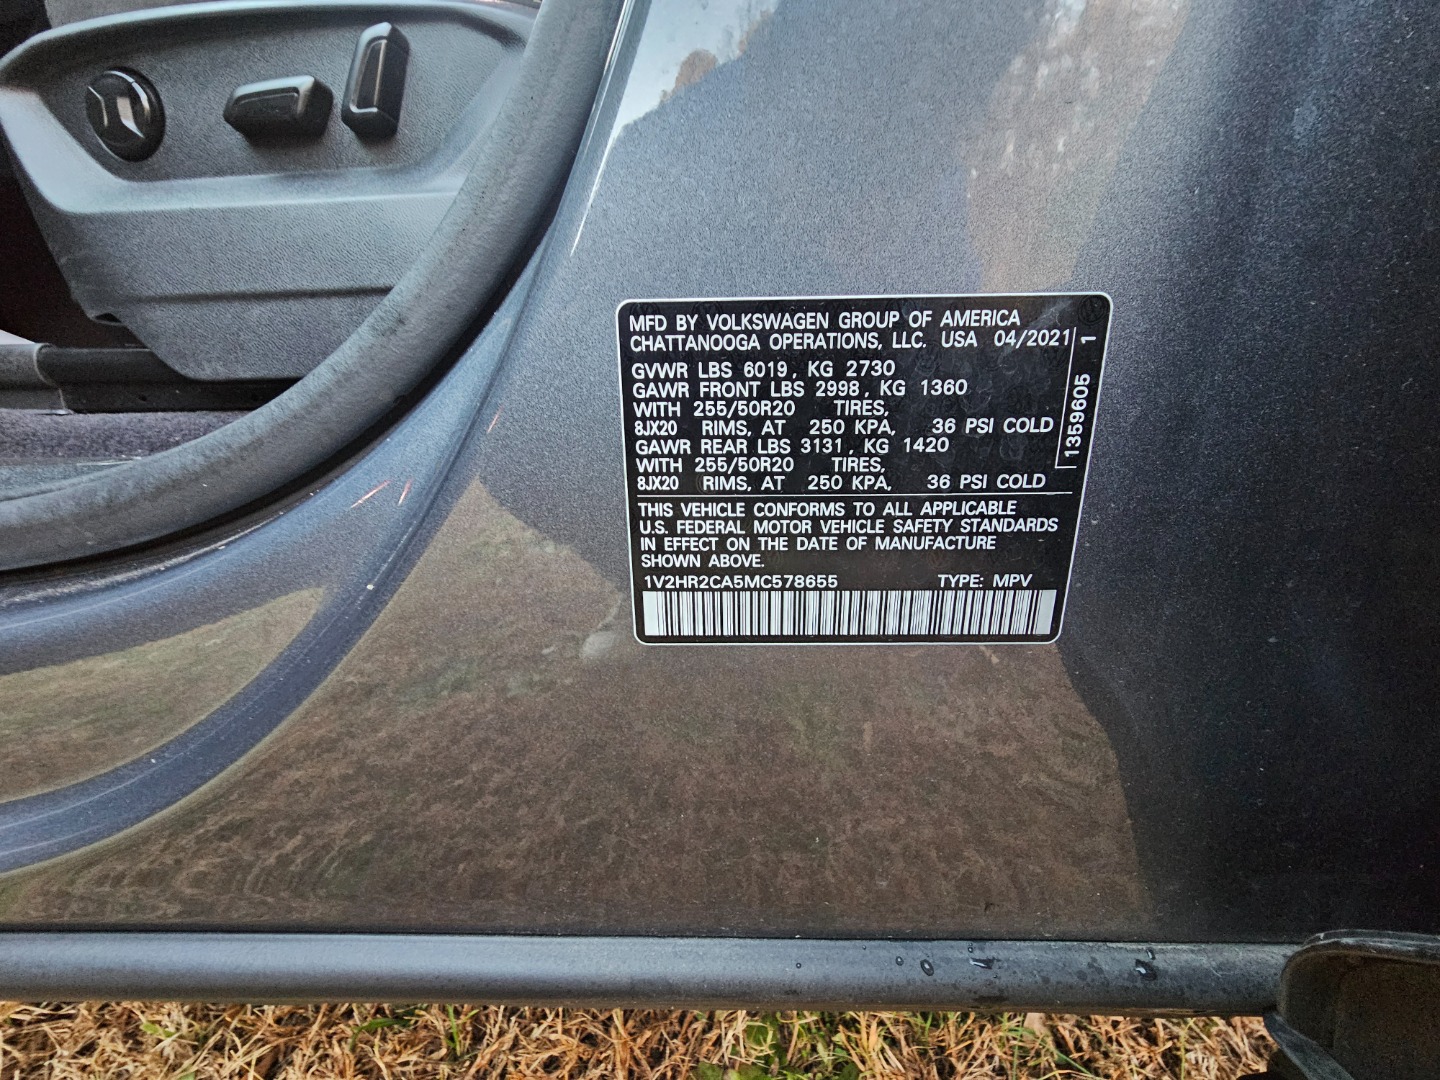 MFD BY VOLKSWAGEN GROUP OF AMERICA
CHATTANOOGA OPERATIONS, LLC. USA 04/2021
GVWR LBS 6019, KG 2730
GAWR FRONT LBS 2998, KG 1360
WITH 255/50R20 TIRES,
8JX20 RIMS, AT 250 KPA, 36 PSI COLD
GAWR REAR LBS 3131, KG 1420
WITH 255/50R20 TIRES,
8JX20 RIMS, AT 250 KPA, 36 PSI COLD
THIS VEHICLE CONFORMS TO ALL APPLICABLE
U.S. FEDERAL MOTOR VEHICLE SAFETY STANDARDS
IN EFFECT ON THE DATE OF MANUFACTURE
SHOWN ABOVE.
1V2HR2CA5MC578655 TYPE: MPV
1359605 1